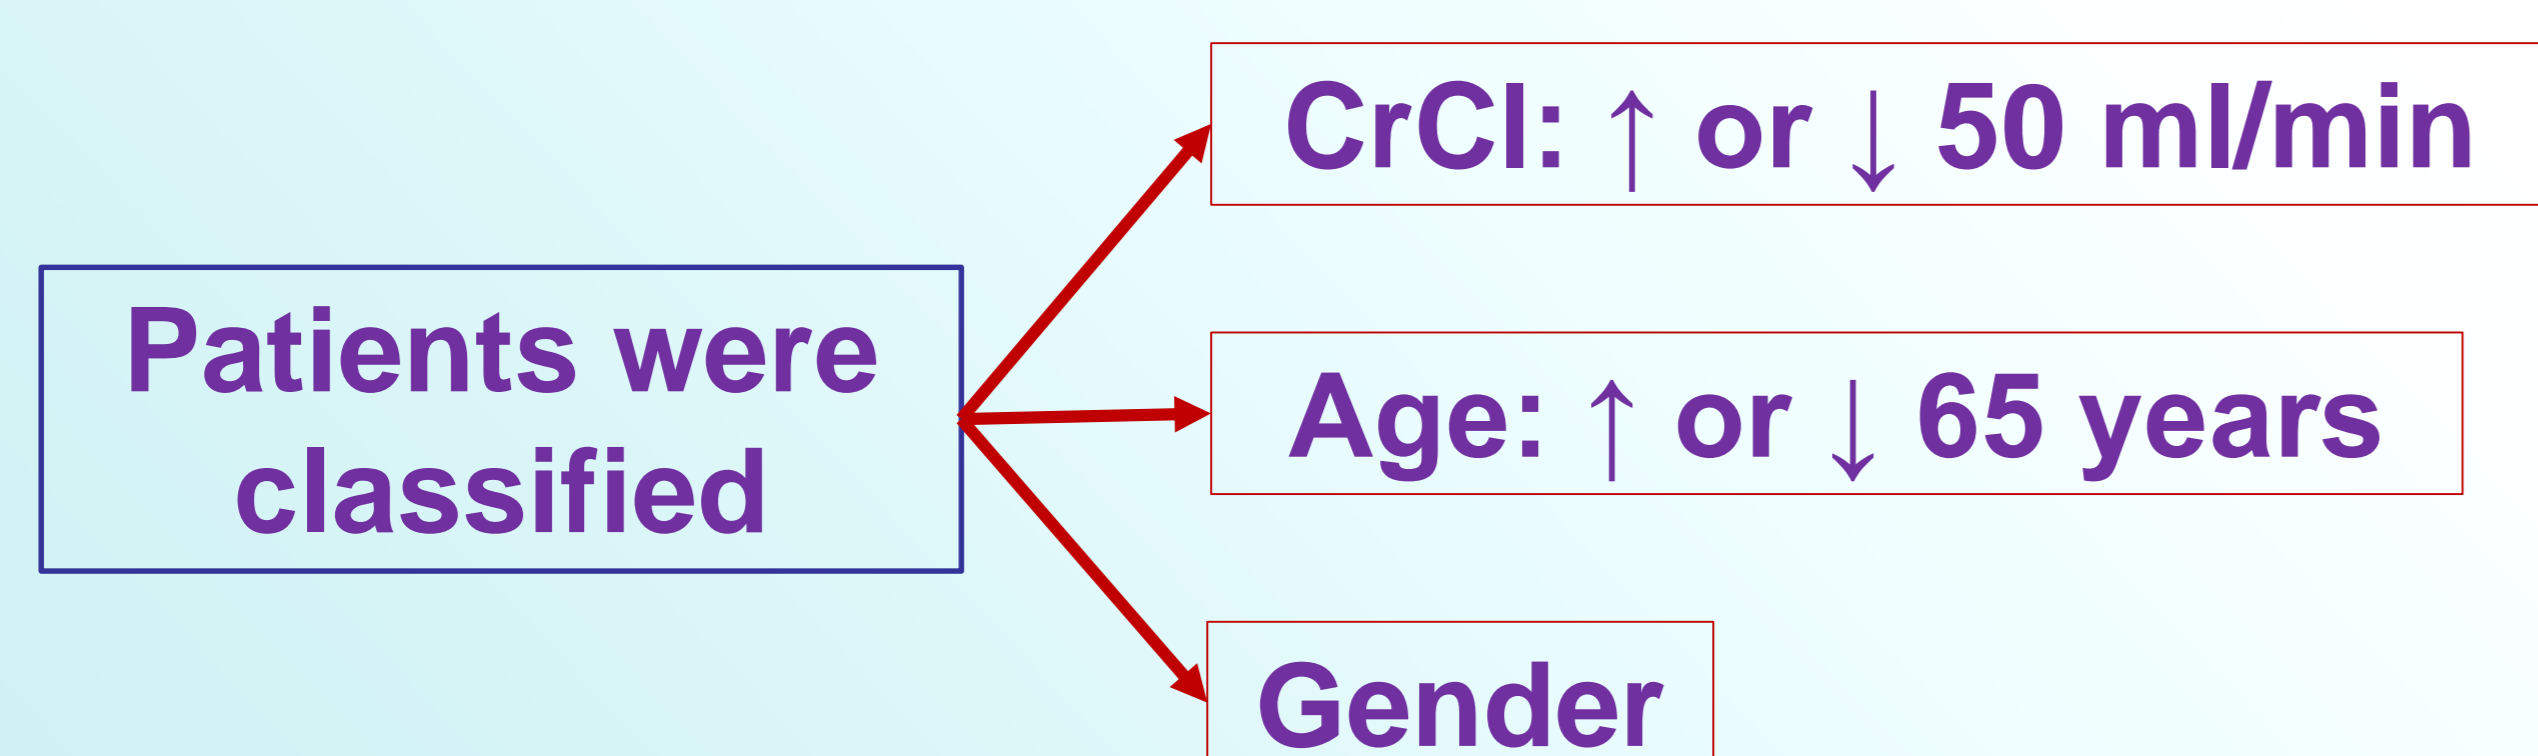 CrCl: ↑ or ↓ 50 ml/min
Patients were
classified
Age: ↑ or ↓ 65 years
Gender